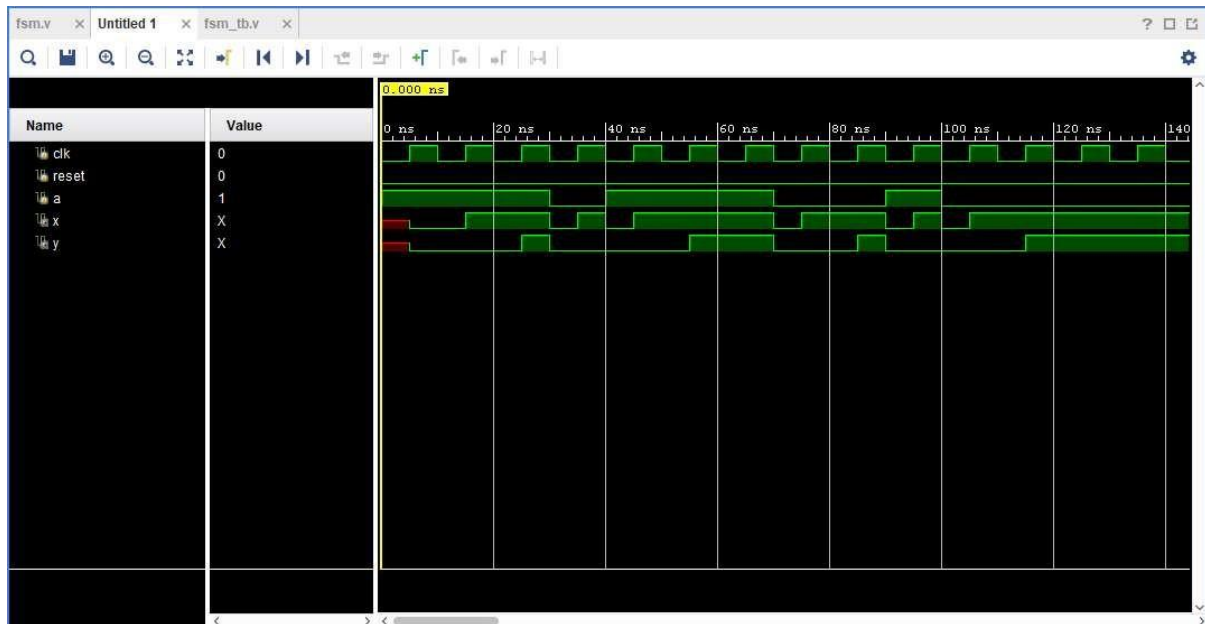 fsm.v × Untitled 1 × fsm_tb.v ×
?
0.000 ns
Name Value
0 ns 20 ns 40 ns 60 ns 80 ns 100 ns 120 ns 140
clk 0
reset 0
a 1
x X
y X